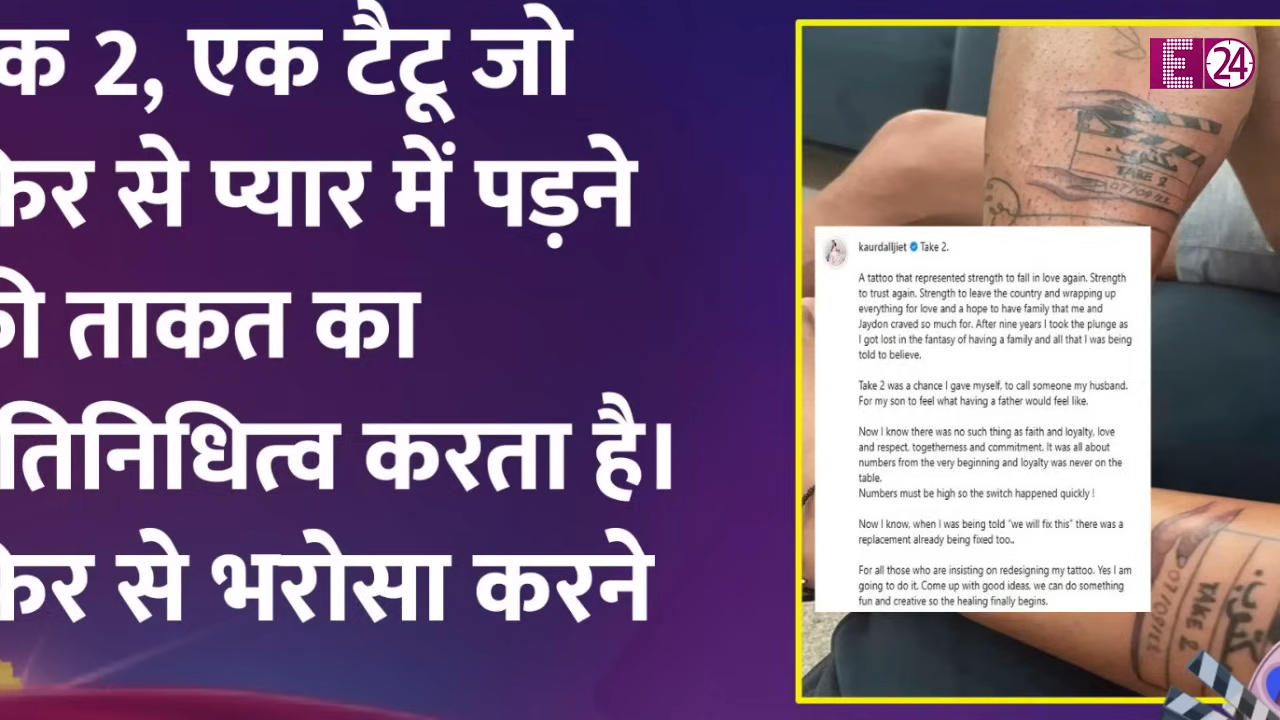 क 2, एक टैटू जो
से प्यार में पड़ने
ताकत का
करता है।
से भरोसा करने
E 24
TAKE 2
07/09/22
kaurdalljiet Take 2.
A tattoo that represented strength to fall in love again. Strength
to trust again. Strength to leave the country and wrapping up
everything for love and a hope to have family that me and
Jaydon craved so much for. After nine years I took the plunge as
I got lost in the fantasy of having a family and all that I was being
told to believe.
Take 2 was a chance I gave myself, to call someone my husband.
For my son to feel what having a father would feel like.
Now I know there was no such thing as faith and loyalty, love
and respect, togetherness and commitment. It was all about
numbers from the very beginning and loyalty was never on the
table.
Numbers must be high so the switch happened quickly !
Now I know, when I was being told "we will fix this" there was a
replacement already being fixed too..
For all those who are insisting on redesigning my tattoo. Yes I am
going to do it. Come up with good ideas, we can do something
fun and creative so the healing finally begins.
TAKE 2
07/09/22